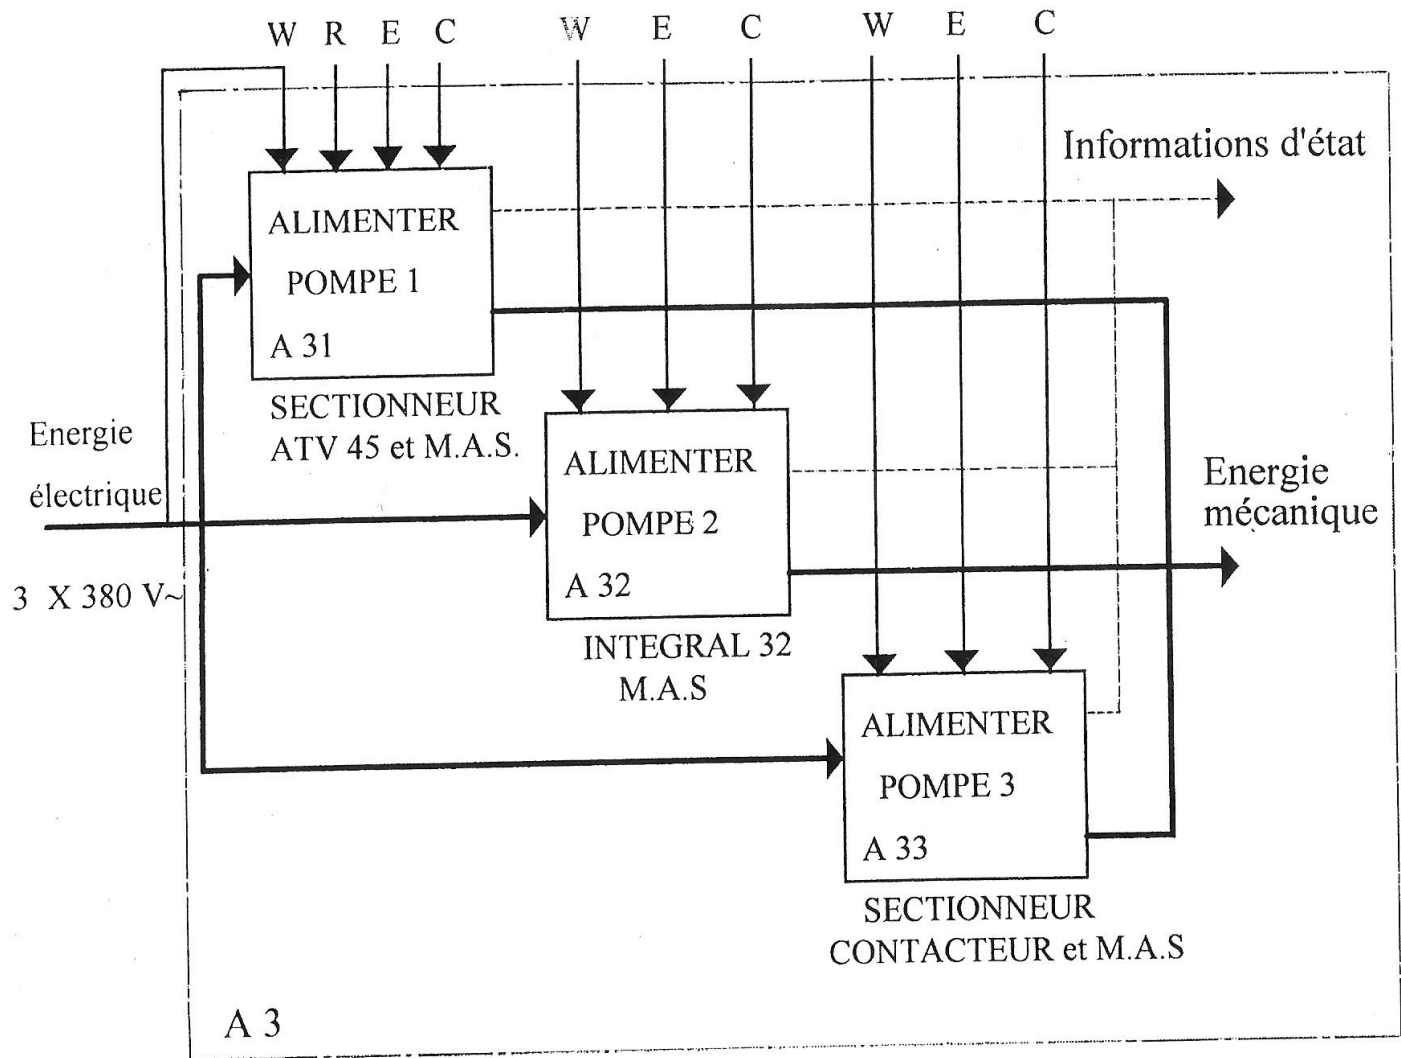 W R E C W E C W E C
Informations d'état
ALIMENTER
POMPE 1
A 31
SECTIONNEUR
ATV 45 et M.A.S.
Energie
électrique
3 X 380 V~
ALIMENTER
POMPE 2
A 32
INTEGRAL 32
M.A.S
Energie
mécanique
ALIMENTER
POMPE 3
A 33
SECTIONNEUR
CONTACTEUR et M.A.S
A 3